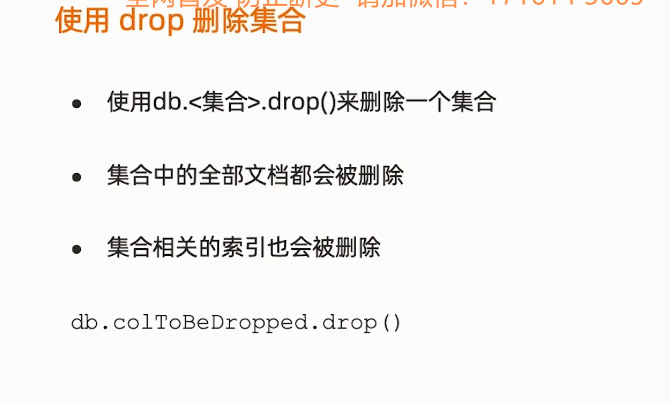 使用 drop 删除集合
• 使用db.<集合>.drop()来删除一个集合
• 集合中的全部文档都会被删除
• 集合相关的索引也会被删除
db.colToBeDropped.drop()